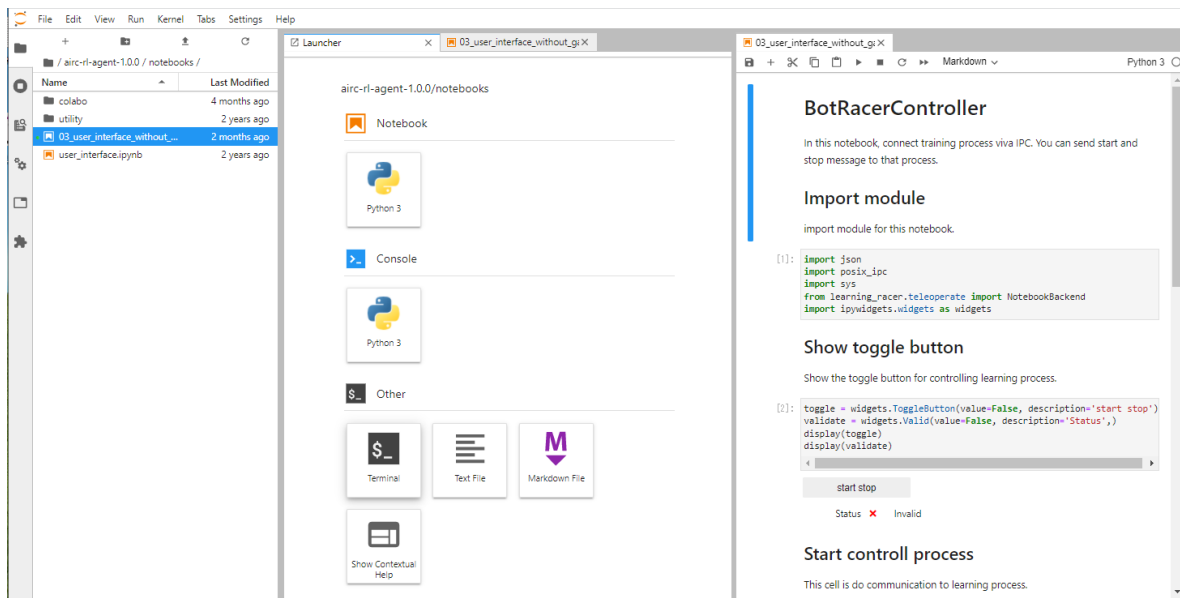 File Edit View Run Kernel Tabs Settings Help
/ airc-rl-agent-1.0.0 / notebooks /
Name Last Modified
colabo 4 months ago
utility 2 years ago
03_user_interface_without_... 2 months ago
user_interface.ipynb 2 years ago
Launcher
03_user_interface_without_ga
airc-rl-agent-1.0.0/notebooks
Notebook
Python 3
>_ Console
Python 3
$_ Other
$_
Terminal
Text File
M
Markdown File
Show Contextual
Help
03_user_interface_without_ga
Markdown
Python 3
BotRacerController
In this notebook, connect training process viva IPC. You can send start and
stop message to that process.
Import module
import module for this notebook.
[1]: import json
import posix_ipc
import sys
from learning_racer.teleoperate import NotebookBackend
import ipywidgets.widgets as widgets
Show toggle button
Show the toggle button for controlling learning process.
[2]: toggle = widgets.ToggleButton(value=False, description='start stop')
validate = widgets.Valid(value=False, description='Status',)
display(toggle)
display(validate)
start stop
Status Invalid
Start controll process
This cell is do communication to learning process.